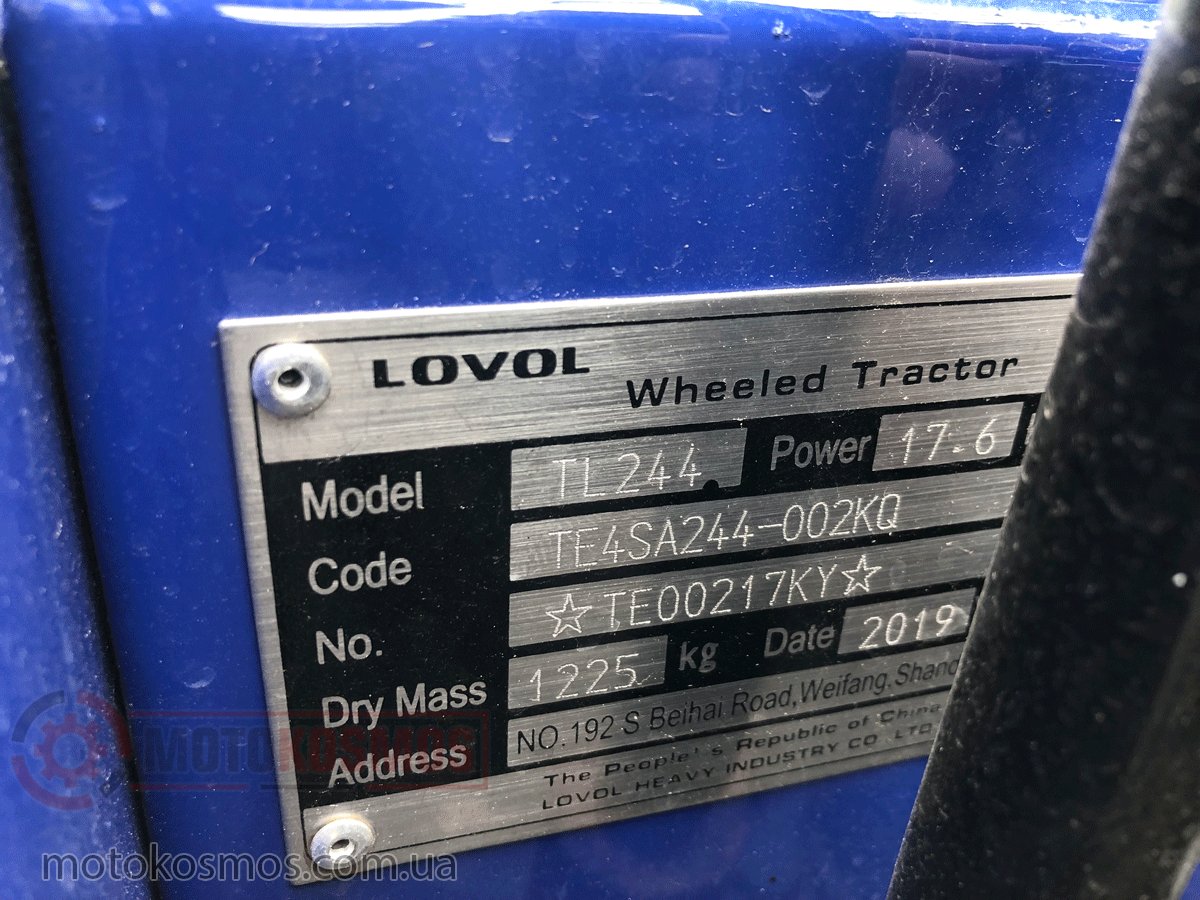 LOVOL
Wheeled Tractor
Model TL244 Power 17.6
Code TE4SA244-002KQ
No. ☆TE00217KY☆
Dry Mass 1225 kg Date 2019
Address NO.192 S Beihai Road,Weifang.Shand
The People's Republic of China
LOVOL HEAVY INDUSTRY CO. LTD
MOTOKOSMOS
motokosmos.com.ua